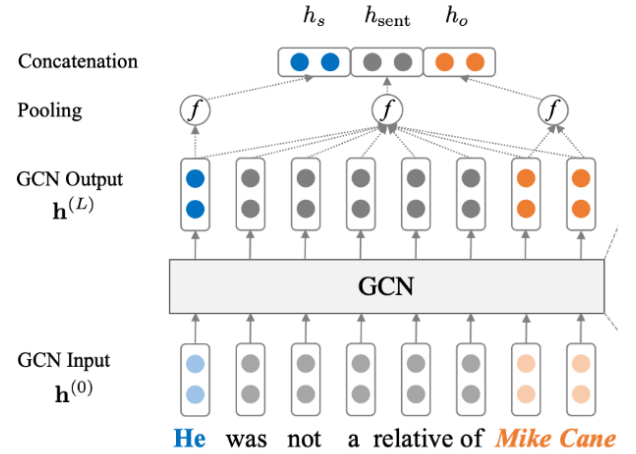 h_s h_sent h_o
Concatenation
Pooling f f f
GCN Output
h^(L)
GCN
GCN Input
h^(0)
He was not a relative of Mike Cane